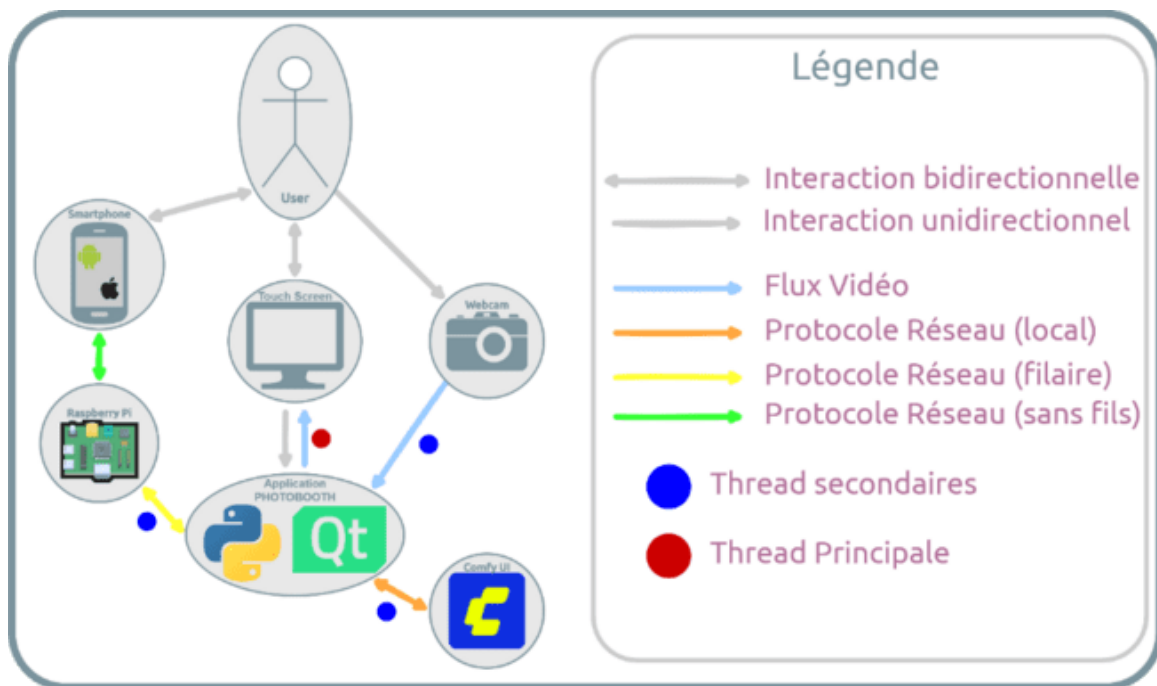 User
Smartphone
Touch Screen
Webcam
Raspberry Pi
Application
PHOTOBOOTH
Qt
Comfy UI
Légende
Interaction bidirectionnelle
Interaction unidirectionnel
Flux Vidéo
Protocole Réseau (local)
Protocole Réseau (filaire)
Protocole Réseau (sans fils)
Thread secondaires
Thread Principale